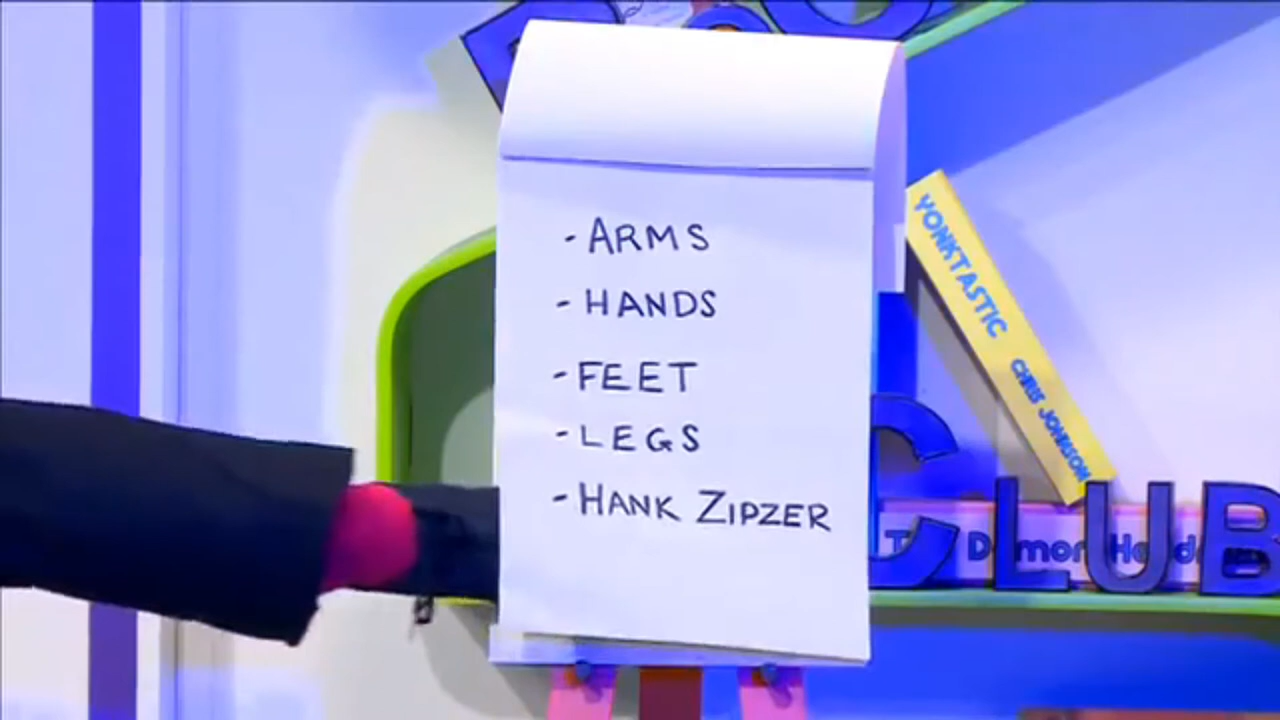 - ARMS
- HANDS
- FEET
- LEGS
- HANK ZIPZER
YONKTASTIC CHRIS JOHNSON
CLUB